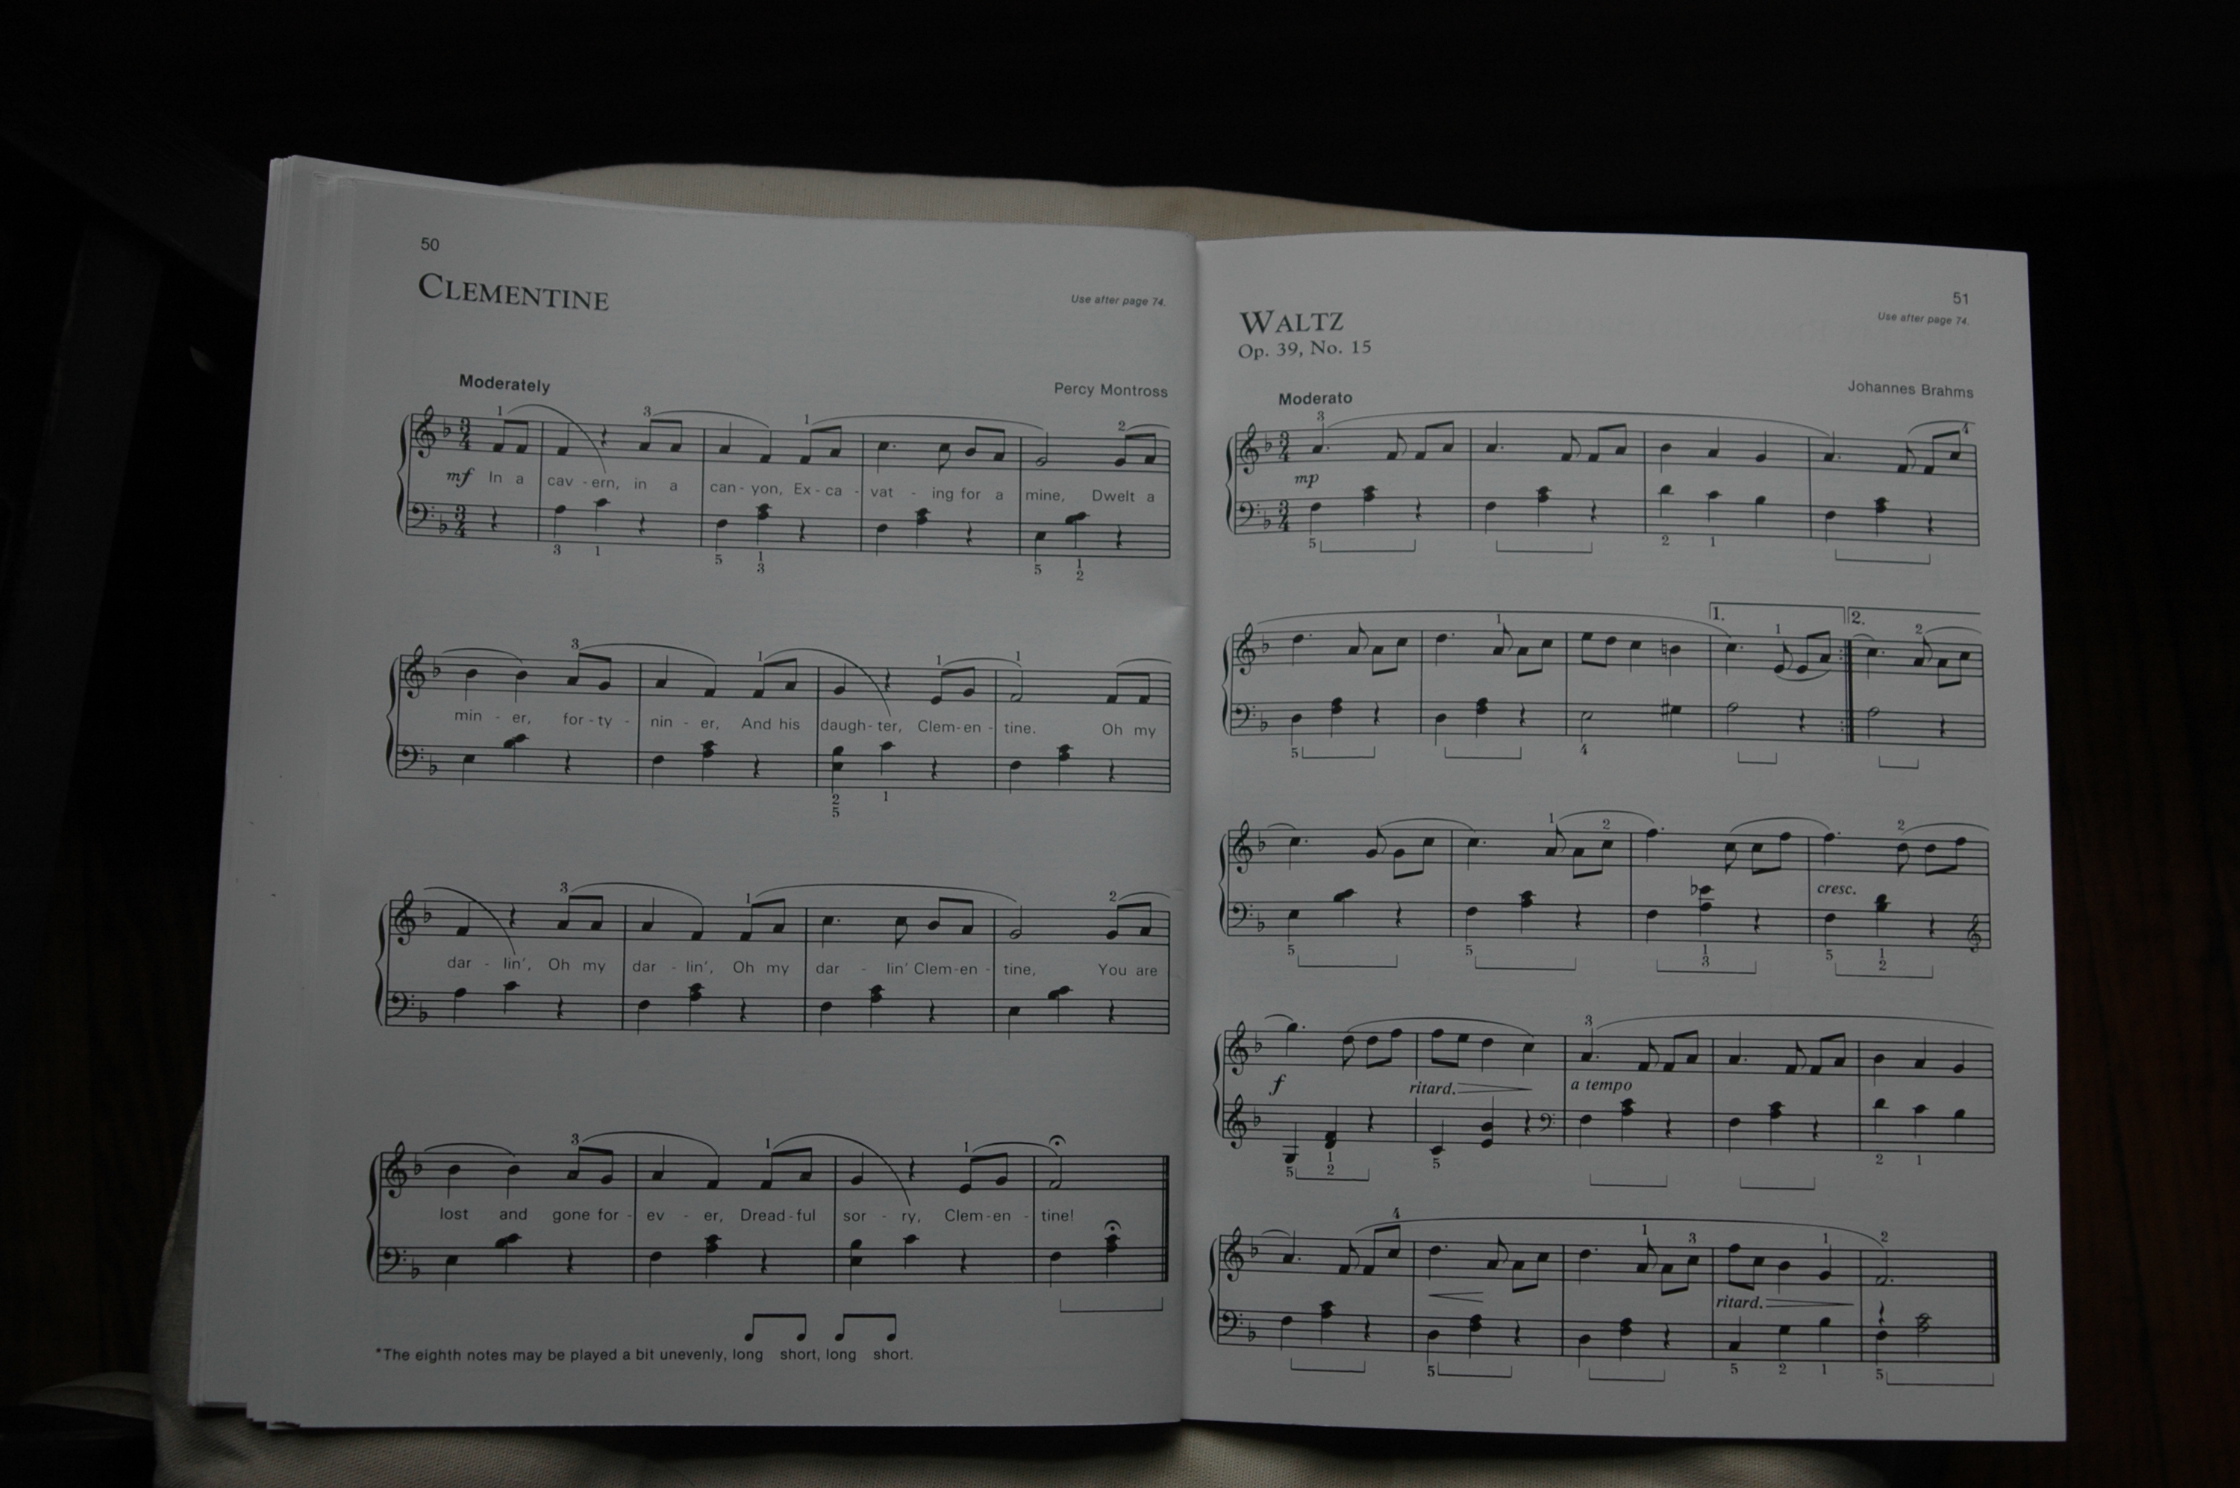 50
CLEMENTINE
Use after page 74.
Moderately
Percy Montross
mf In a cav - ern, in a can - yon, Ex - ca - vat - ing for a mine, Dwelt a
min - er, for - ty - nin - er, And his daugh - ter, Clem - en - tine. Oh my
dar - lin', Oh my dar - lin', Oh my dar - lin' Clem - en - tine, You are
lost and gone for - ev - er, Dread - ful sor - ry, Clem - en - tine!
*The eighth notes may be played a bit unevenly, long short, long short.
51
Use after page 74.
WALTZ
Op. 39, No. 15
Johannes Brahms
Moderato
mp
1. 2.
cresc.
f ritard. a tempo
ritard.